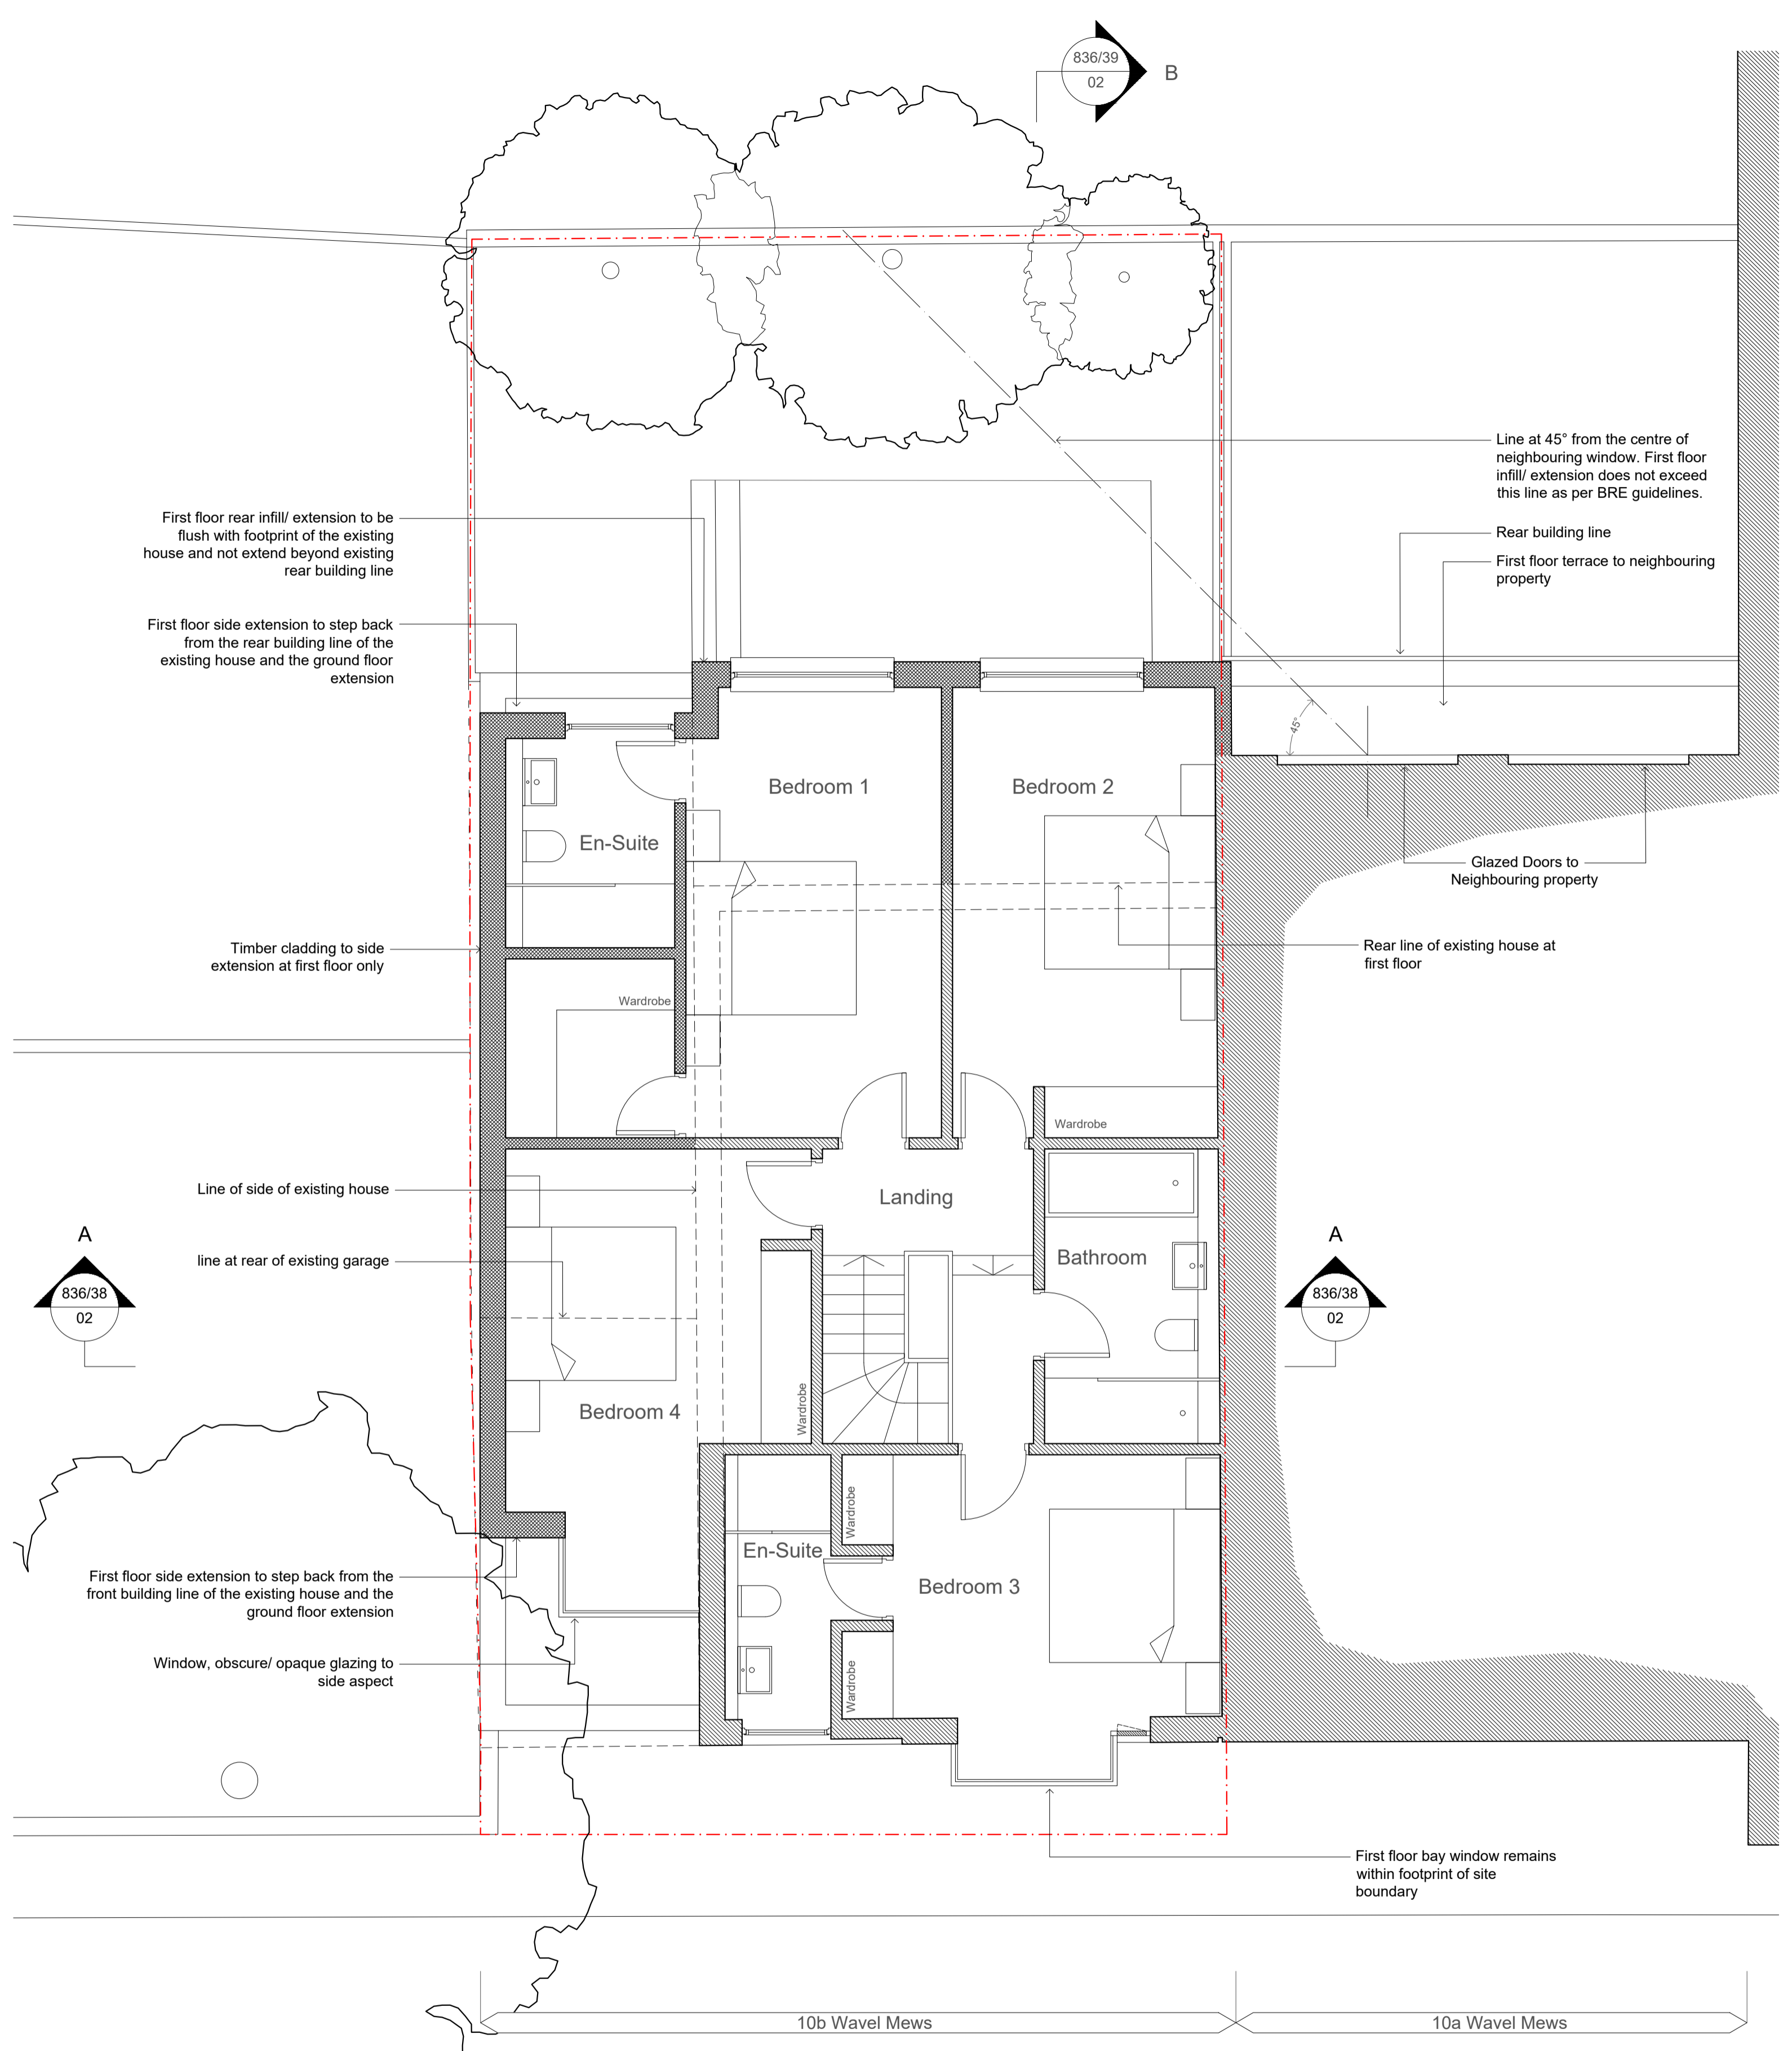 836/39
02
B
Line at 45° from the centre of
neighbouring window. First floor
infill/ extension does not exceed
this line as per BRE guidelines.
First floor rear infill/ extension to be
flush with footprint of the existing
house and not extend beyond existing
rear building line
Rear building line
First floor terrace to neighbouring
property
First floor side extension to step back
from the rear building line of the
existing house and the ground floor
extension
45°
Bedroom 1
Bedroom 2
En-Suite
Glazed Doors to
Neighbouring property
Timber cladding to side
extension at first floor only
Rear line of existing house at
first floor
Wardrobe
Wardrobe
Line of side of existing house
Landing
A
836/38
02
line at rear of existing garage
Bathroom
A
836/38
02
Bedroom 4
Wardrobe
Wardrobe
En-Suite
Bedroom 3
First floor side extension to step back from the
front building line of the existing house and the
ground floor extension
Wardrobe
Window, obscure/ opaque glazing to
side aspect
First floor bay window remains
within footprint of site
boundary
10b Wavel Mews
10a Wavel Mews